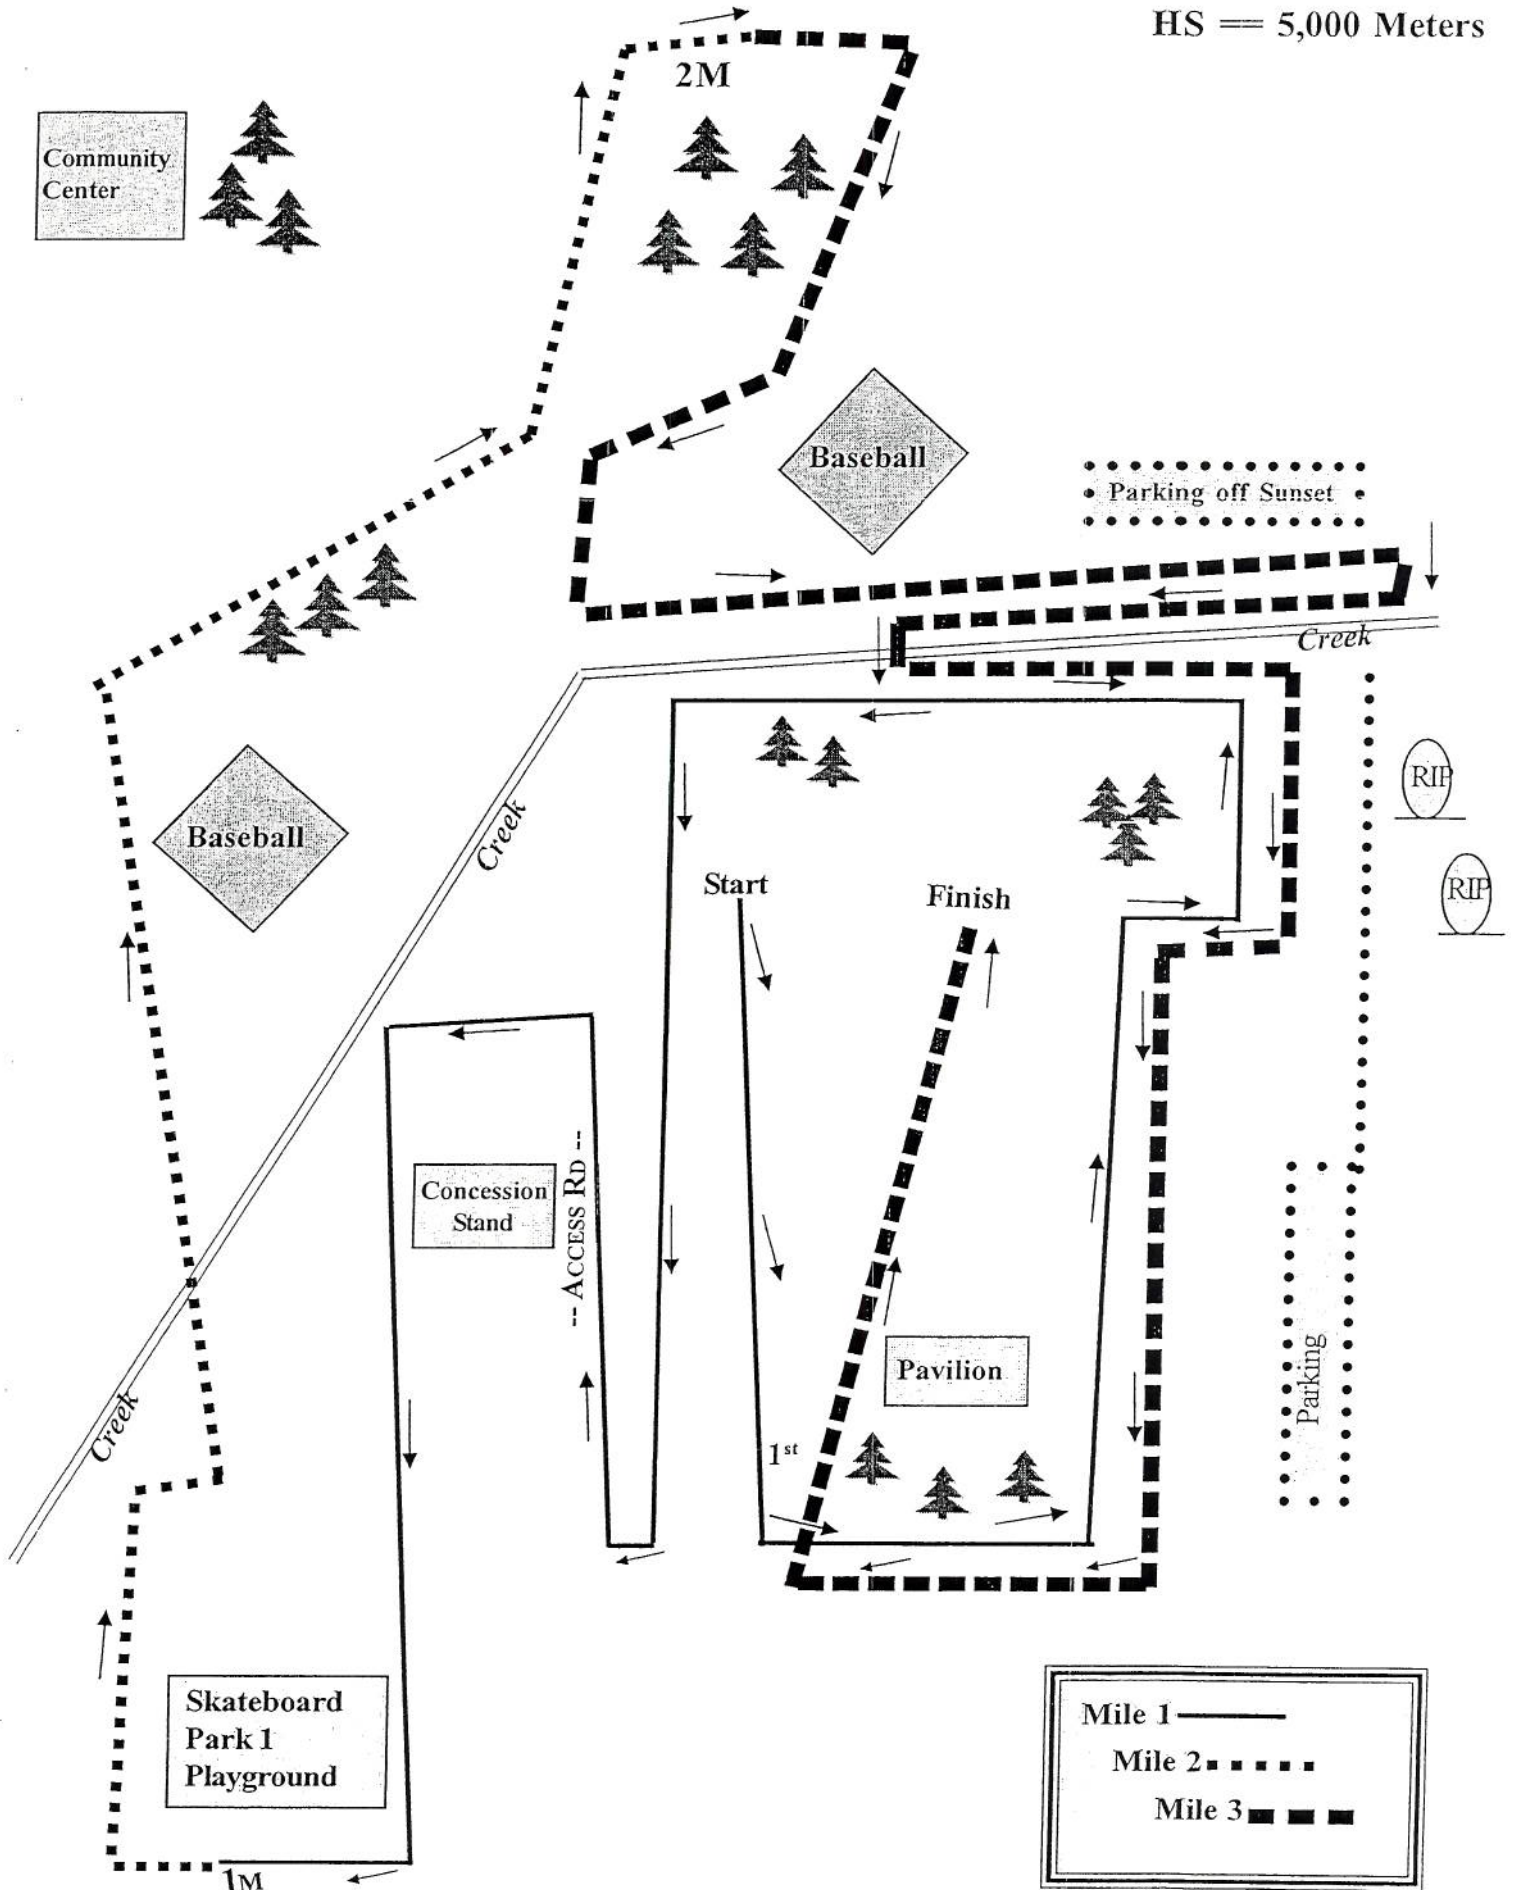 HS == 5,000 Meters
2M
Community
Center
Baseball
Parking off Sunset
Creek
RIP
Baseball
Creek
RIP
Start
Finish
Concession
Stand
-- ACCESS RD --
Pavilion
Parking
Creek
1st
Skateboard
Park 1
Playground
Mile 1
Mile 2
Mile 3
1M